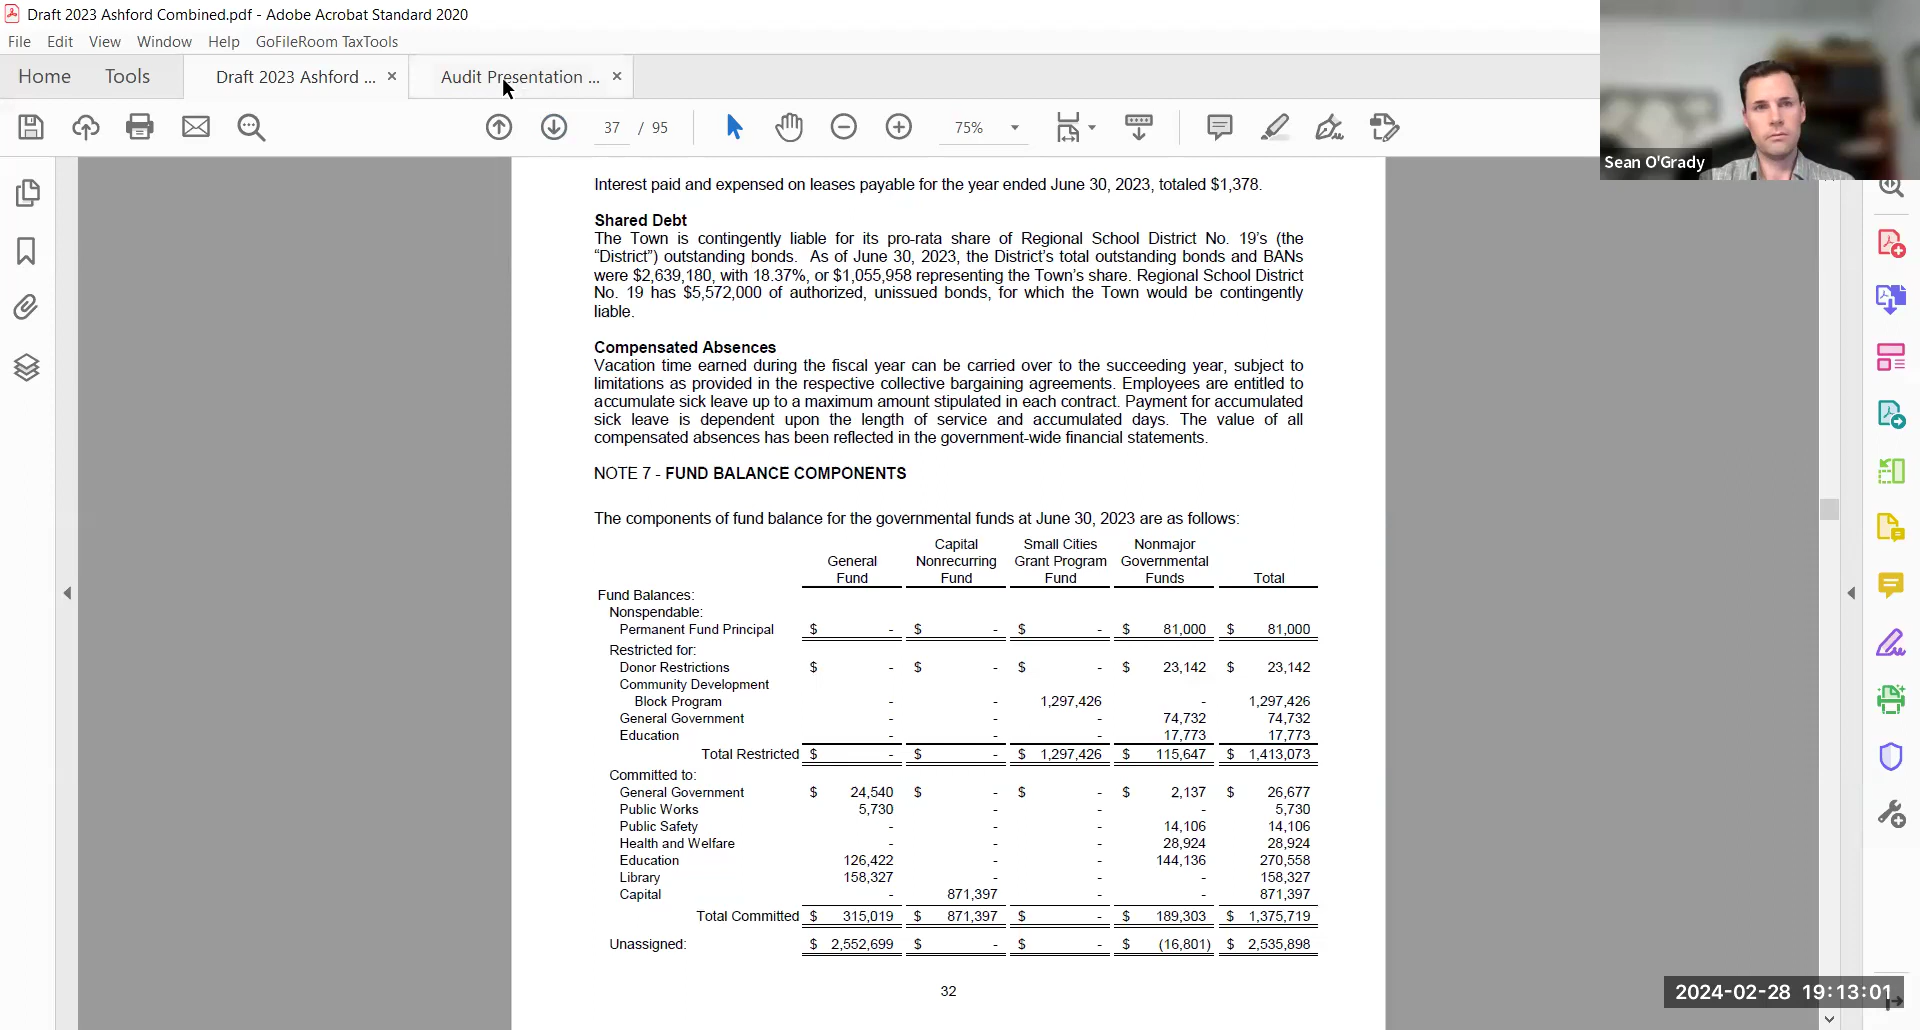 Draft 2023 Ashford Combined.pdf - Adobe Acrobat Standard 2020
File Edit View Window Help GoFileRoom TaxTools
Home Tools Draft 2023 Ashford ... × Audit Presentation ... ×
37 / 95 75%
Sean O'Grady
Interest paid and expensed on leases payable for the year ended June 30, 2023, totaled $1,378.
Shared Debt
The Town is contingently liable for its pro-rata share of Regional School District No. 19's (the
“District”) outstanding bonds. As of June 30, 2023, the District's total outstanding bonds and BANs
were $2,639,180, with 18.37%, or $1,055,958 representing the Town's share. Regional School District
No. 19 has $5,572,000 of authorized, unissued bonds, for which the Town would be contingently
liable.
Compensated Absences
Vacation time earned during the fiscal year can be carried over to the succeeding year, subject to
limitations as provided in the respective collective bargaining agreements. Employees are entitled to
accumulate sick leave up to a maximum amount stipulated in each contract. Payment for accumulated
sick leave is dependent upon the length of service and accumulated days. The value of all
compensated absences has been reflected in the government-wide financial statements.
NOTE 7 - FUND BALANCE COMPONENTS
The components of fund balance for the governmental funds at June 30, 2023 are as follows:
Capital Small Cities Nonmajor
General Nonrecurring Grant Program Governmental
Fund Fund Fund Funds Total
Fund Balances:
Nonspendable:
Permanent Fund Principal $ - $ - $ - $ 81,000 $ 81,000
Restricted for:
Donor Restrictions $ - $ - $ - $ 23,142 $ 23,142
Community Development
Block Program - - 1,297,426 - 1,297,426
General Government - - - 74,732 74,732
Education - - - 17,773 17,773
Total Restricted $ - $ - $ 1,297,426 $ 115,647 $ 1,413,073
Committed to:
General Government $ 24,540 $ - $ - $ 2,137 $ 26,677
Public Works 5,730 - - - 5,730
Public Safety - - - 14,106 14,106
Health and Welfare - - - 28,924 28,924
Education 126,422 - - 144,136 270,558
Library 158,327 - - - 158,327
Capital - 871,397 - - 871,397
Total Committed $ 315,019 $ 871,397 $ - $ 189,303 $ 1,375,719
Unassigned: $ 2,552,699 $ - $ - $ (16,801) $ 2,535,898
32
2024-02-28 19:13:01